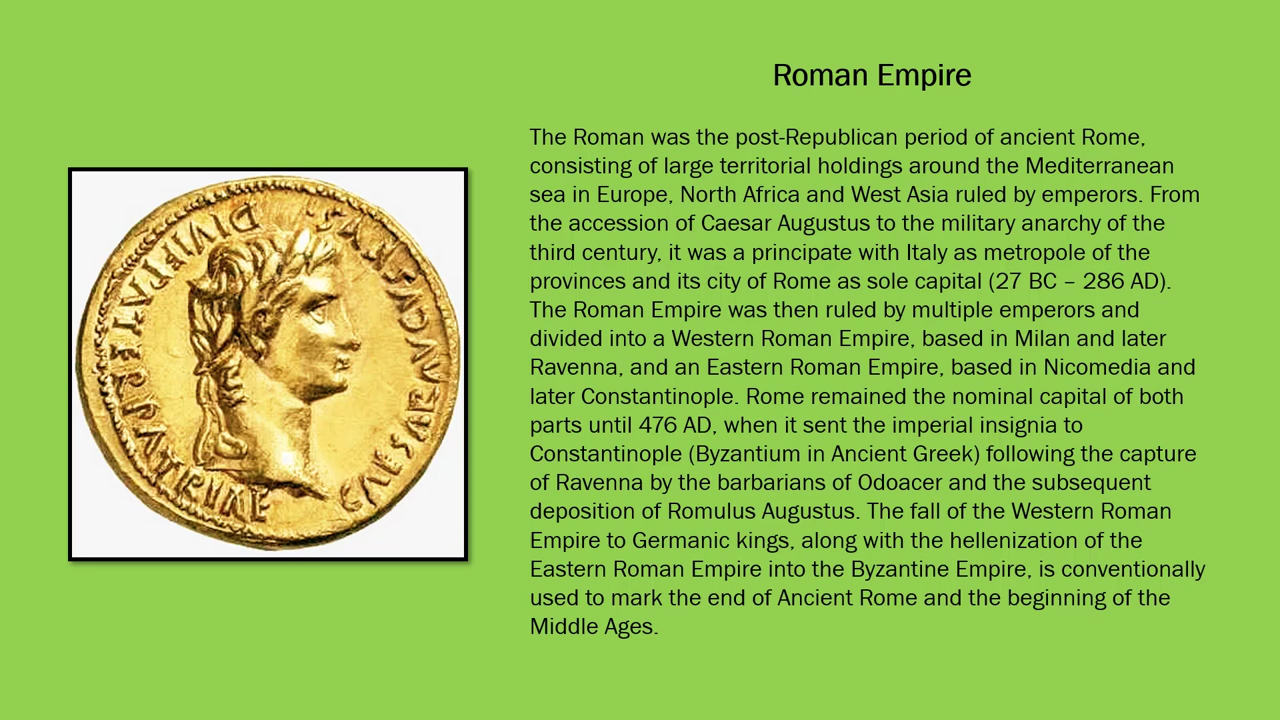 Roman Empire
The Roman was the post-Republican period of ancient Rome,
consisting of large territorial holdings around the Mediterranean
sea in Europe, North Africa and West Asia ruled by emperors. From
the accession of Caesar Augustus to the military anarchy of the
third century, it was a principate with Italy as metropole of the
provinces and its city of Rome as sole capital (27 BC – 286 AD).
The Roman Empire was then ruled by multiple emperors and
divided into a Western Roman Empire, based in Milan and later
Ravenna, and an Eastern Roman Empire, based in Nicomedia and
later Constantinople. Rome remained the nominal capital of both
parts until 476 AD, when it sent the imperial insignia to
Constantinople (Byzantium in Ancient Greek) following the capture
of Ravenna by the barbarians of Odoacer and the subsequent
deposition of Romulus Augustus. The fall of the Western Roman
Empire to Germanic kings, along with the hellenization of the
Eastern Roman Empire into the Byzantine Empire, is conventionally
used to mark the end of Ancient Rome and the beginning of the
Middle Ages.
CAESAR AVGVSTVS
DIVI F PATER PATRIAE